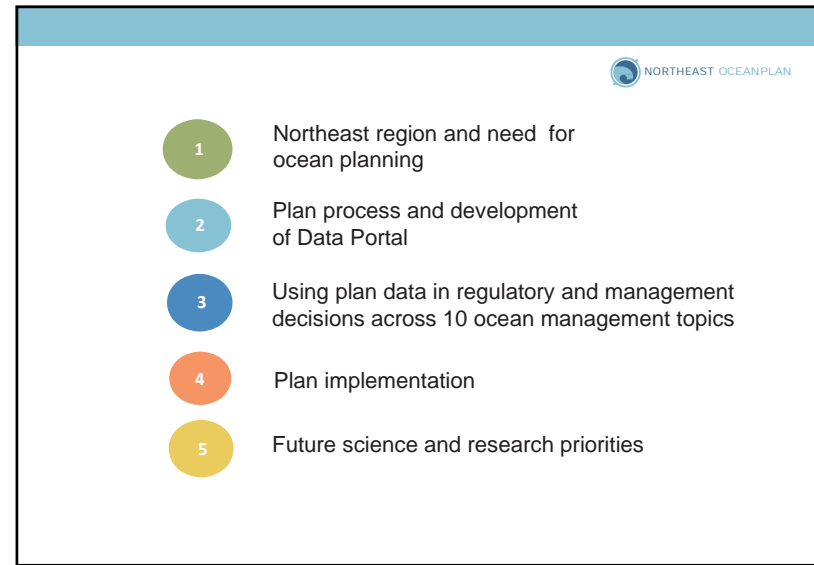 NORTHEAST OCEANPLAN
1
Northeast region and need for
ocean planning
2
Plan process and development
of Data Portal
3
Using plan data in regulatory and management
decisions across 10 ocean management topics
4
Plan implementation
5
Future science and research priorities